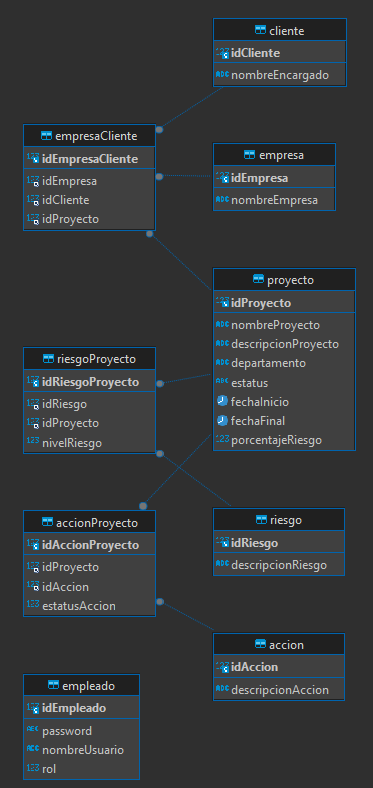 cliente
idCliente
nombreEncargado
empresaCliente
idEmpresaCliente
idEmpresa
idCliente
idProyecto
empresa
idEmpresa
nombreEmpresa
proyecto
idProyecto
nombreProyecto
descripcionProyecto
departamento
estatus
fechaInicio
fechaFinal
porcentajeRiesgo
riesgoProyecto
idRiesgoProyecto
idRiesgo
idProyecto
nivelRiesgo
accionProyecto
idAccionProyecto
idProyecto
idAccion
estatusAccion
riesgo
idRiesgo
descripcionRiesgo
accion
idAccion
descripcionAccion
empleado
idEmpleado
password
nombreUsuario
rol